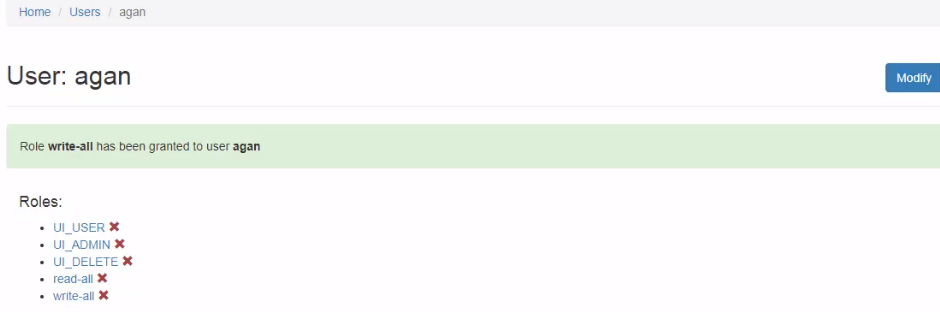 Home / Users / agan
User: agan
Modify
Role write-all has been granted to user agan
Roles:
UI_USER
UI_ADMIN
UI_DELETE
read-all
write-all